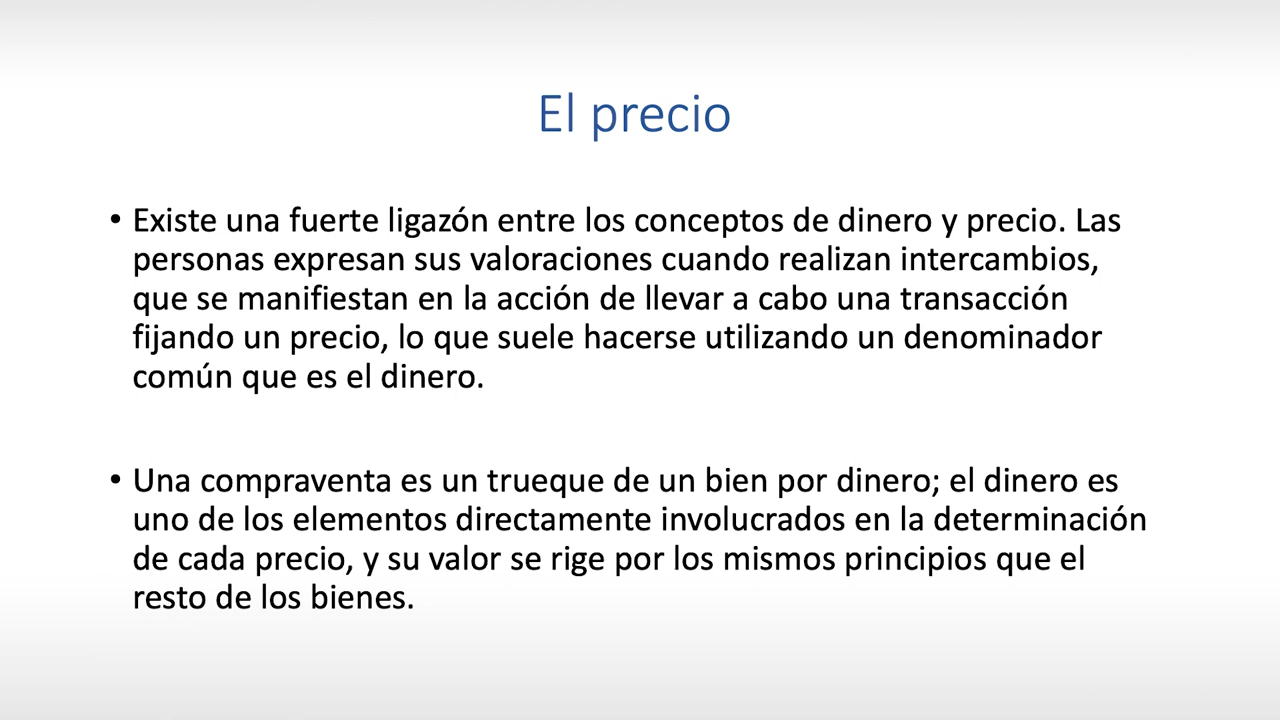 El precio
• Existe una fuerte ligazón entre los conceptos de dinero y precio. Las
personas expresan sus valoraciones cuando realizan intercambios,
que se manifiestan en la acción de llevar a cabo una transacción
fijando un precio, lo que suele hacerse utilizando un denominador
común que es el dinero.
• Una compraventa es un trueque de un bien por dinero; el dinero es
uno de los elementos directamente involucrados en la determinación
de cada precio, y su valor se rige por los mismos principios que el
resto de los bienes.